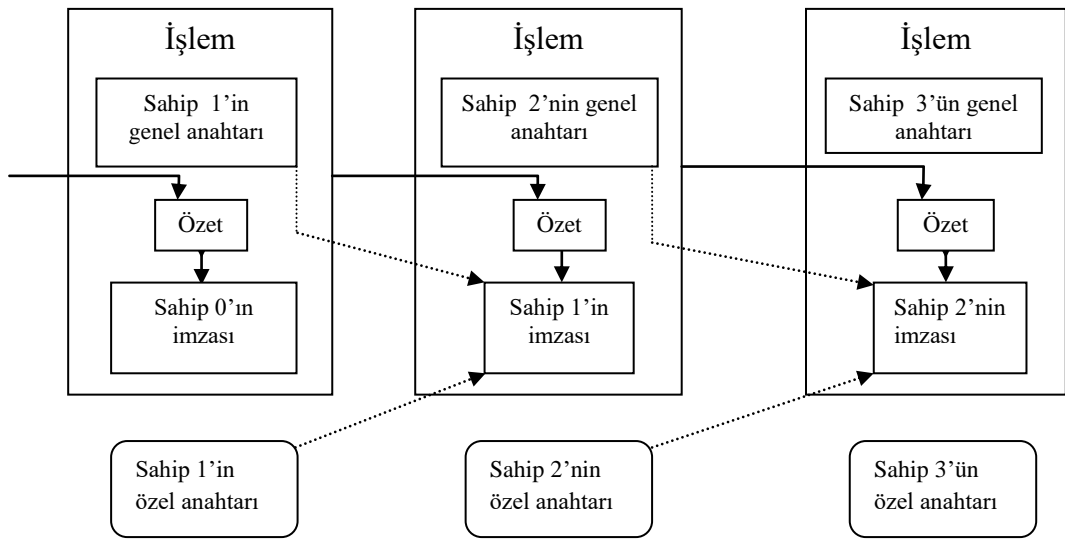 İşlem
Sahip 1’in
genel anahtarı
Özet
Sahip 0’ın
imzası
İşlem
Sahip 2’nin genel
anahtarı
Özet
Sahip 1’in
imzası
İşlem
Sahip 3’ün genel
anahtarı
Özet
Sahip 2’nin
imzası
Sahip 1’in
özel anahtarı
Sahip 2’nin
özel anahtarı
Sahip 3’ün
özel anahtarı